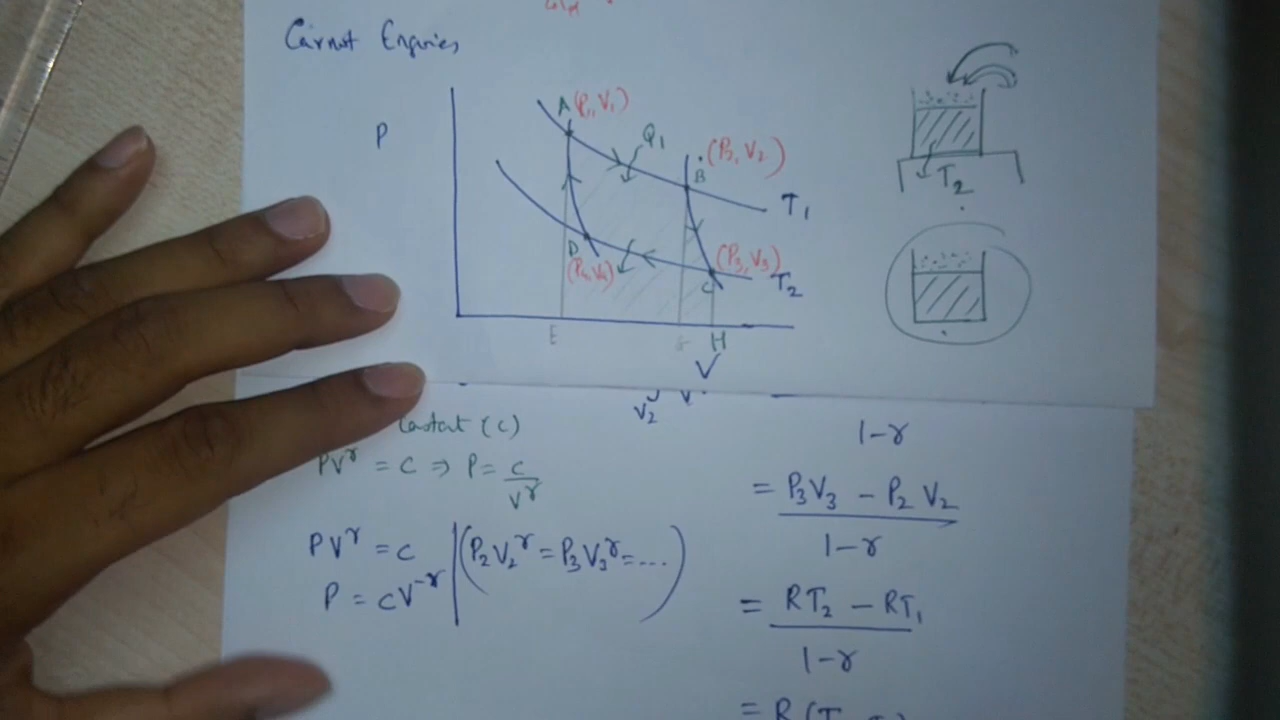 Carnot Engines
P
A (P1, V1)
Q1
(P2, V2)
B
T1
D
(P4, V4)
(P3, V3)
C
T2
E
H
V
T2
V2
Constant (C)
PV^γ = C ⇒ P = C/V^γ
PV^γ = C
P = CV^-γ
(P2V2^γ = P3V3^γ = ....)
1-γ
= P3V3 - P2V2
1-γ
= RT2 - RT1
1-γ